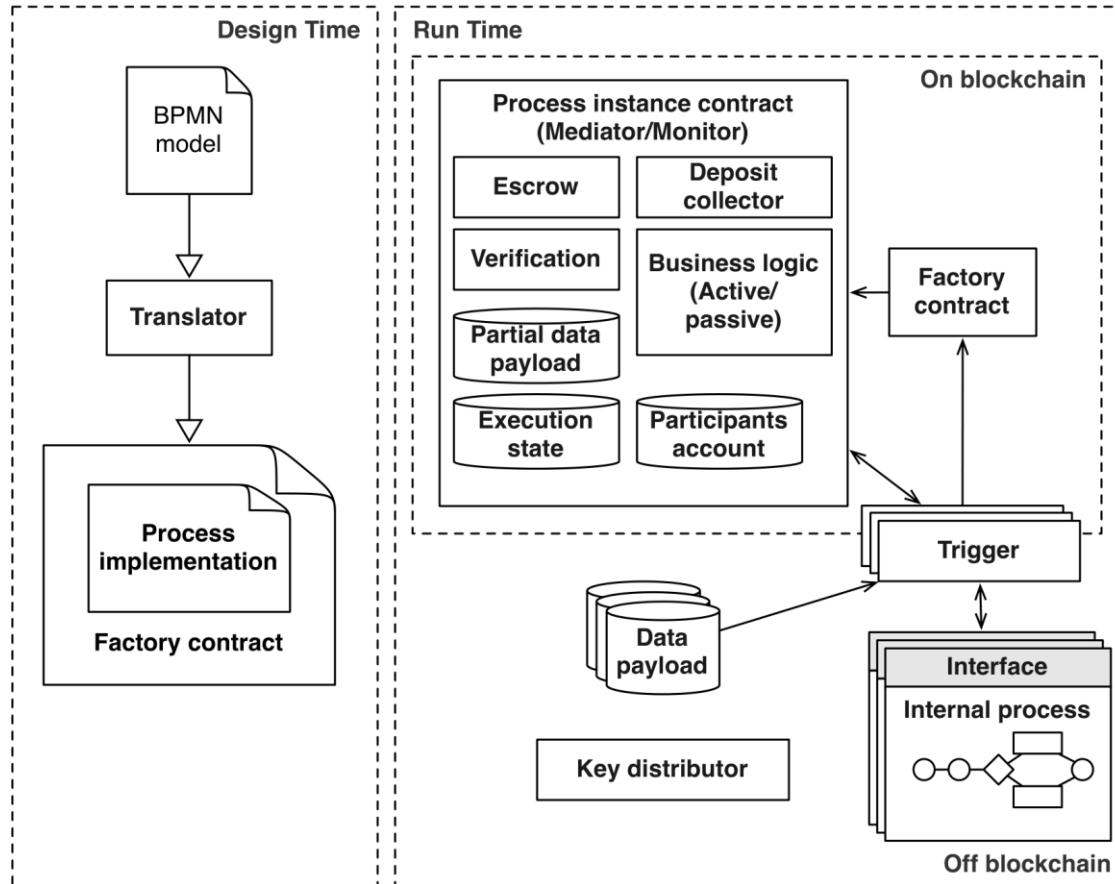 Design Time
BPMN
model
Translator
Process
implementation
Factory contract
Run Time
On blockchain
Process instance contract
(Mediator/Monitor)
Escrow
Deposit
collector
Verification
Business logic
(Active/
passive)
Partial data
payload
Execution
state
Participants
account
Factory
contract
Trigger
Data
payload
Interface
Internal process
Key distributor
Off blockchain